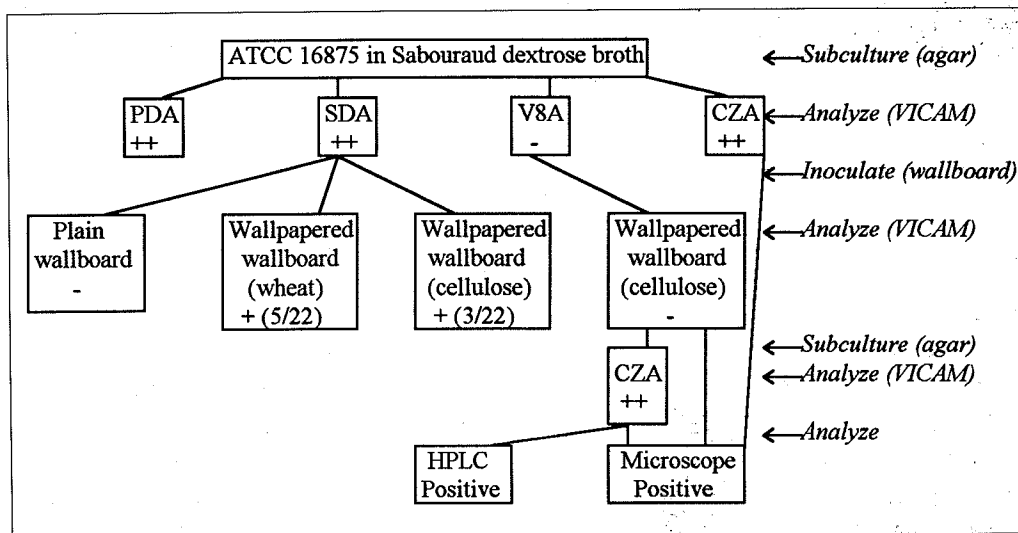 ATCC 16875 in Sabouraud dextrose broth
Subculture (agar)
PDA
++
SDA
++
V8A
-
CZA
++
Analyze (VICAM)
Inoculate (wallboard)
Plain
wallboard
-
Wallpapered
wallboard
(wheat)
+ (5/22)
Wallpapered
wallboard
(cellulose)
+ (3/22)
Wallpapered
wallboard
(cellulose)
-
Analyze (VICAM)
Subculture (agar)
CZA
++
Analyze (VICAM)
Analyze
HPLC
Positive
Microscope
Positive